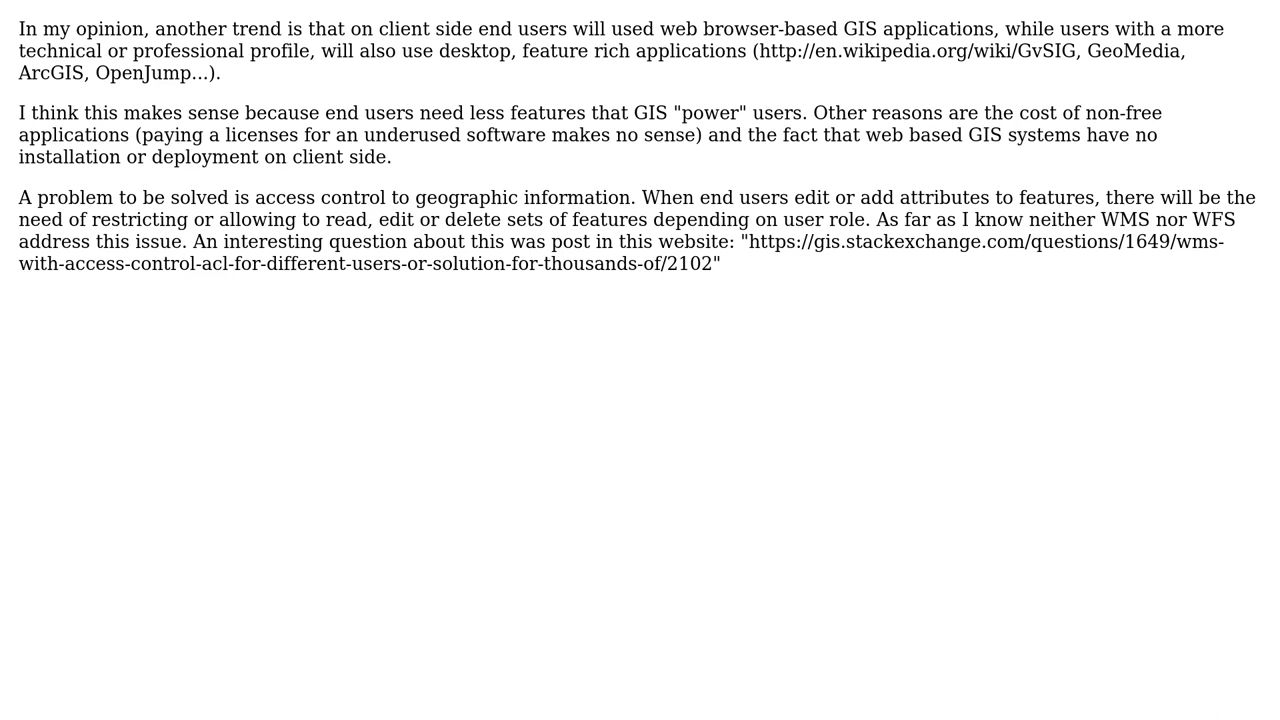 In my opinion, another trend is that on client side end users will used web browser-based GIS applications, while users with a more
technical or professional profile, will also use desktop, feature rich applications (http://en.wikipedia.org/wiki/GvSIG, GeoMedia,
ArcGIS, OpenJump...).
I think this makes sense because end users need less features that GIS "power" users. Other reasons are the cost of non-free
applications (paying a licenses for an underused software makes no sense) and the fact that web based GIS systems have no
installation or deployment on client side.
A problem to be solved is access control to geographic information. When end users edit or add attributes to features, there will be the
need of restricting or allowing to read, edit or delete sets of features depending on user role. As far as I know neither WMS nor WFS
address this issue. An interesting question about this was post in this website: "https://gis.stackexchange.com/questions/1649/wms-
with-access-control-acl-for-different-users-or-solution-for-thousands-of/2102"